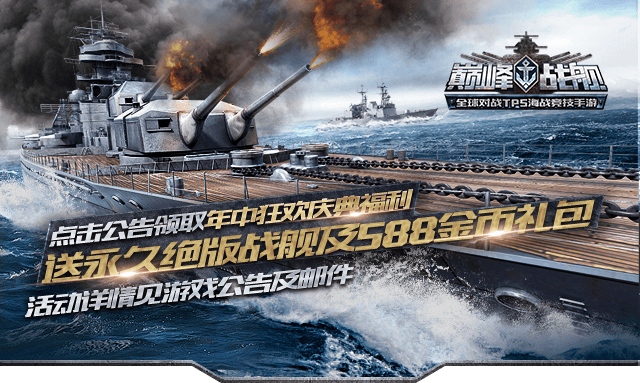 巅峰战舰
全球对战TPS海战竞技手游
点击公告领取年中狂欢庆典福利
送永久绝版战舰及588金币礼包
活动详情见游戏公告及邮件